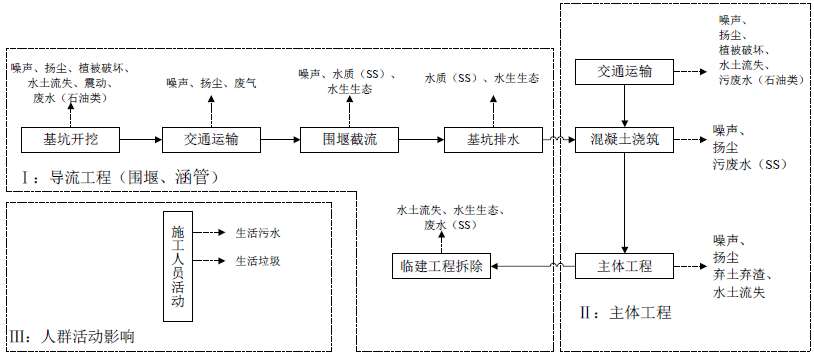 噪声、扬尘、植被破坏、
水土流失、震动、
废水（石油类）
噪声、扬尘、废气
噪声、水质（SS）、
水生生态
水质（SS）、水生生态
基坑开挖
交通运输
围堰截流
基坑排水
Ⅰ：导流工程（围堰、涵管）
水土流失、水生生态、
废水（SS）
临建工程拆除
噪声、
扬尘、
植被破坏、
水土流失、
污废水（石油类）
交通运输
混凝土浇筑
噪声、
扬尘
污废水（SS）
主体工程
噪声、
扬尘
弃土弃渣、
水土流失
Ⅱ：主体工程
施工人员活动
生活污水
生活垃圾
Ⅲ：人群活动影响